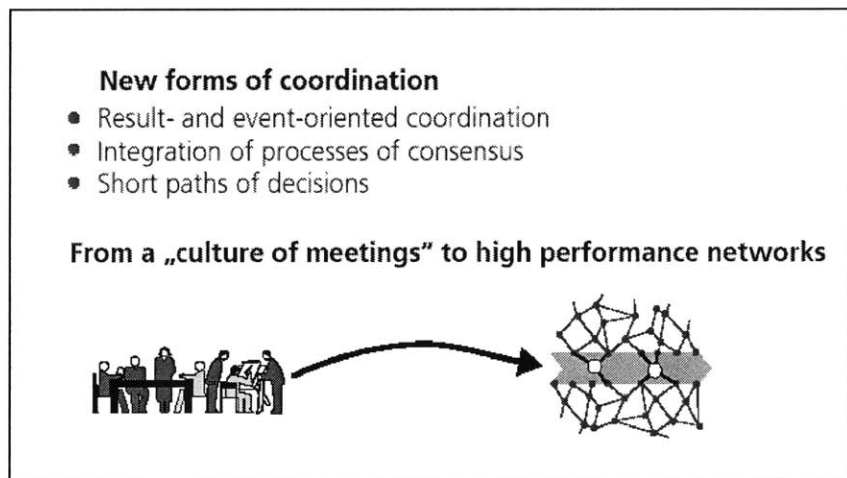 New forms of coordination
• Result- and event-oriented coordination
• Integration of processes of consensus
• Short paths of decisions
From a „culture of meetings” to high performance networks